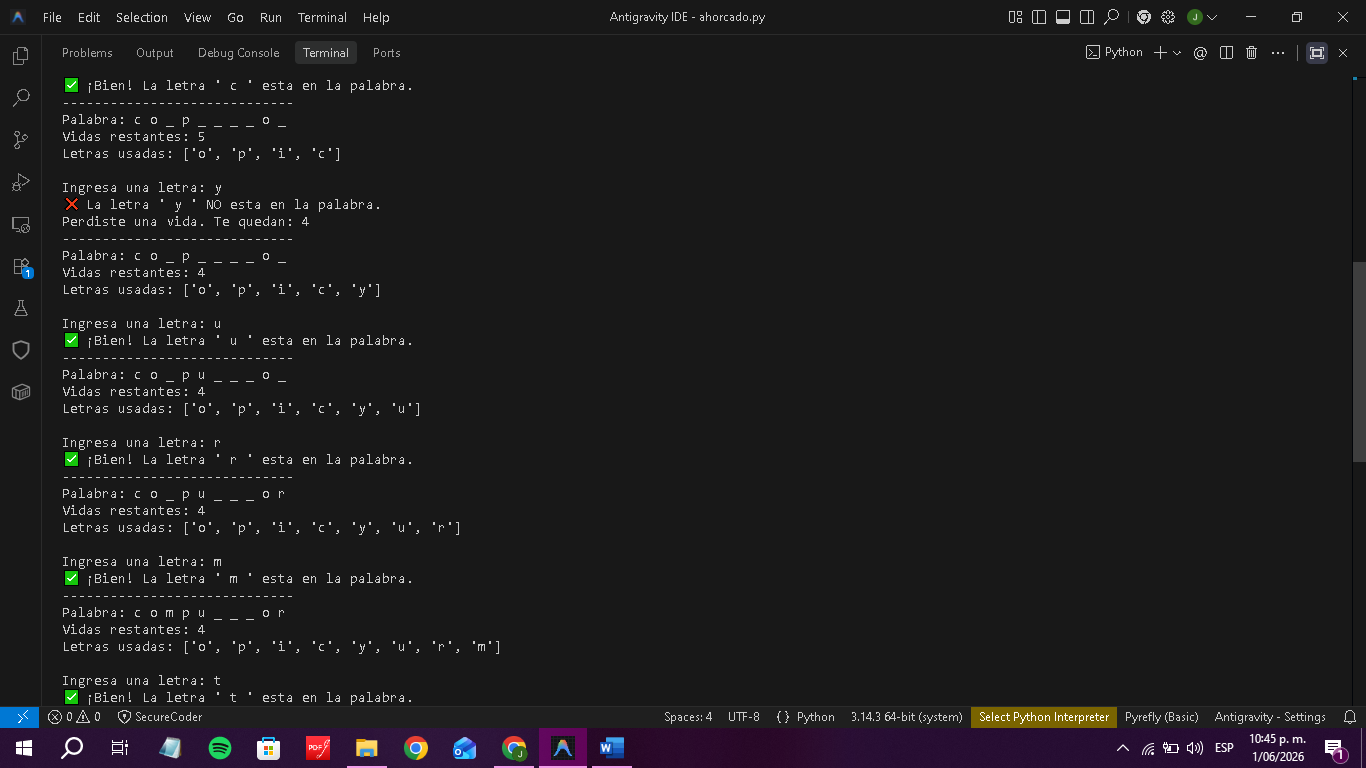 File Edit Selection View Go Run Terminal Help
Antigravity IDE - ahorcado.py
J
Problems Output Debug Console Terminal Ports
Python
✅ ¡Bien! La letra ' c ' esta en la palabra.
-----------------------------
Palabra: c o _ p _ _ _ _ o _
Vidas restantes: 5
Letras usadas: ['o', 'p', 'i', 'c']
Ingresa una letra: y
❌ La letra ' y ' NO esta en la palabra.
Perdiste una vida. Te quedan: 4
-----------------------------
Palabra: c o _ p _ _ _ _ o _
Vidas restantes: 4
Letras usadas: ['o', 'p', 'i', 'c', 'y']
Ingresa una letra: u
✅ ¡Bien! La letra ' u ' esta en la palabra.
-----------------------------
Palabra: c o _ p u _ _ _ o _
Vidas restantes: 4
Letras usadas: ['o', 'p', 'i', 'c', 'y', 'u']
Ingresa una letra: r
✅ ¡Bien! La letra ' r ' esta en la palabra.
-----------------------------
Palabra: c o _ p u _ _ _ o r
Vidas restantes: 4
Letras usadas: ['o', 'p', 'i', 'c', 'y', 'u', 'r']
Ingresa una letra: m
✅ ¡Bien! La letra ' m ' esta en la palabra.
-----------------------------
Palabra: c o m p u _ _ _ o r
Vidas restantes: 4
Letras usadas: ['o', 'p', 'i', 'c', 'y', 'u', 'r', 'm']
Ingresa una letra: t
✅ ¡Bien! La letra ' t ' esta en la palabra.
1
0 0 SecureCoder
Spaces: 4 UTF-8 {} Python 3.14.3 64-bit (system) Select Python Interpreter Pyrefly (Basic) Antigravity - Settings
PDF
J
W
ESP
10:45 p. m.
1/06/2026
1